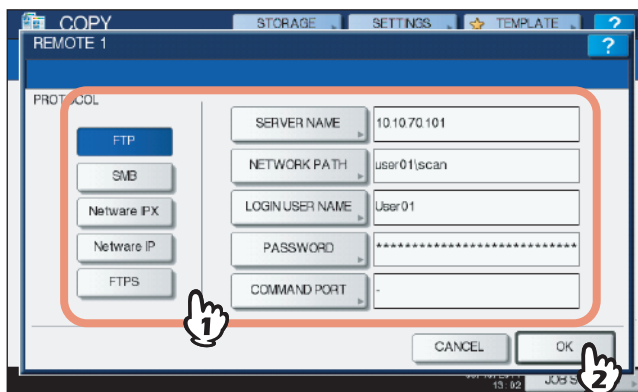 COPY STORAGE SETTINGS TEMPLATE ?
REMOTE 1 ?
PROTOCOL
FTP
SMB
Netware IPX
Netware IP
FTPS
SERVER NAME 10.10.70.101
NETWORK PATH user01\scan
LOGIN USER NAME User01
PASSWORD ****************************
COMMAND PORT -
1
CANCEL OK
2
13:02 JOB S